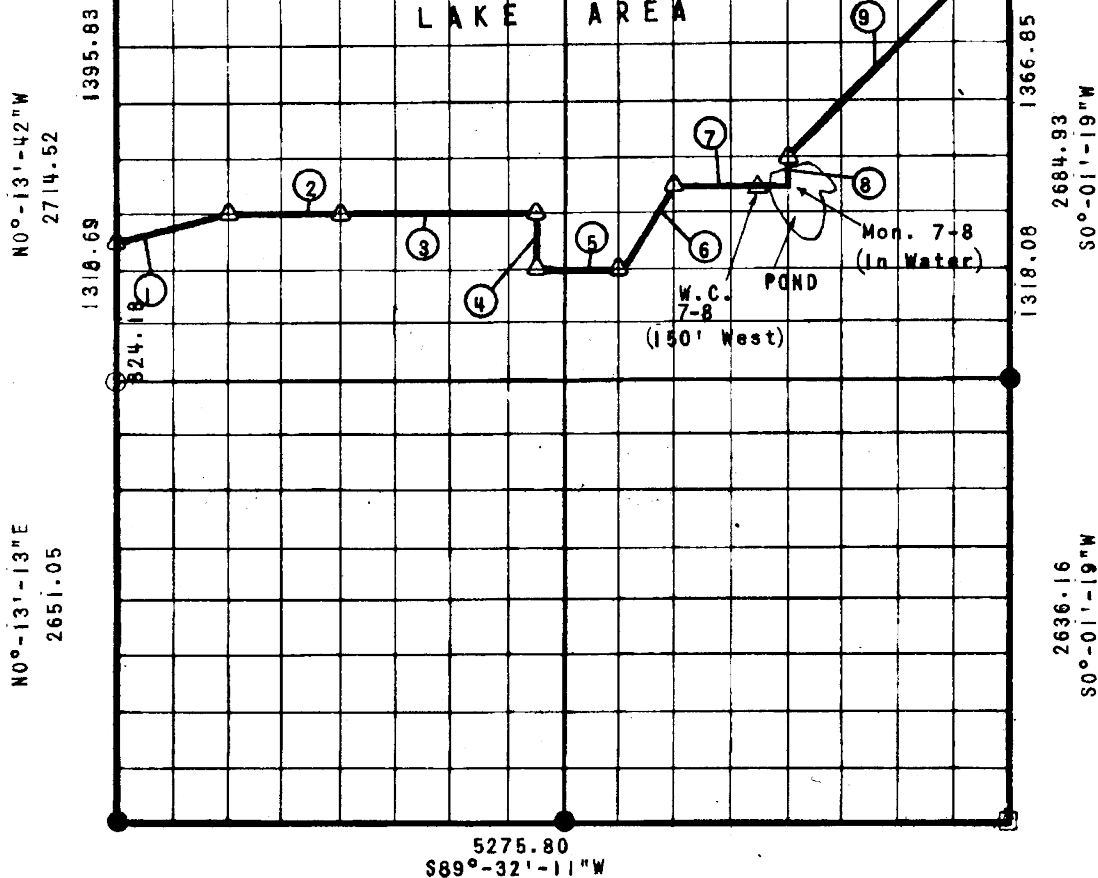 LAKE AREA
9
1395.83
1366.85
N0°-13'-42"W
2714.52
2684.93
S0°-01'-19"W
7
2
8
1318.69
3
5
6
Mon. 7-8
(In Water)
1318.08
1
4
POND
W.C.
7-8
(150' West)
824.18
N0°-13'-13"E
2651.05
2636.16
S0°-01'-19"W
5275.80
S89°-32'-11"W